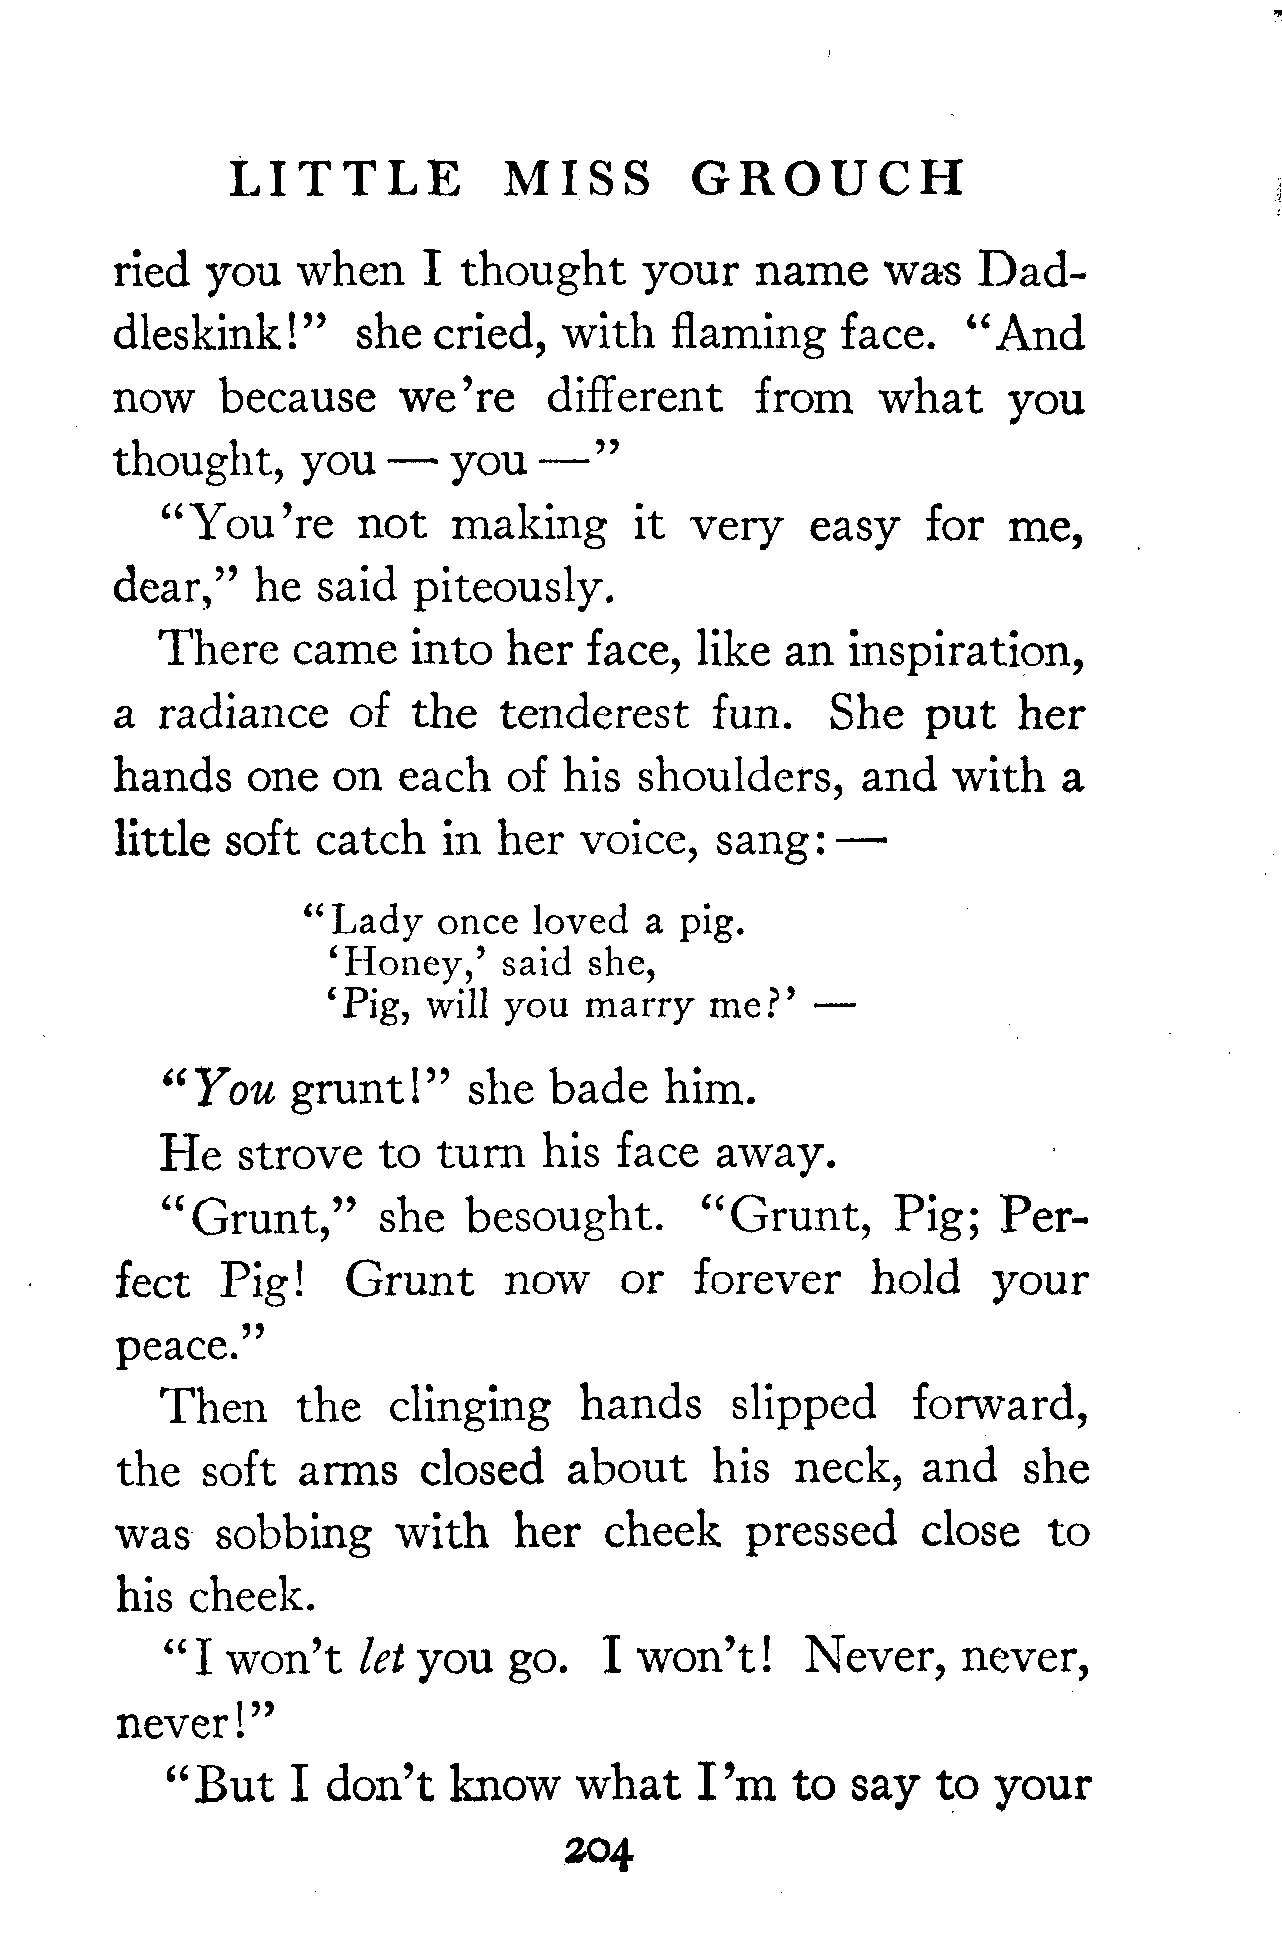 LITTLE MISS GROUCH
ried you when I thought your name was Dad-
dleskink!” she cried, with flaming face. “And
now because we’re different from what you
thought, you — you —”
“You’re not making it very easy for me,
dear,” he said piteously.
There came into her face, like an inspiration,
a radiance of the tenderest fun. She put her
hands one on each of his shoulders, and with a
little soft catch in her voice, sang: —
“Lady once loved a pig.
‘Honey,’ said she,
‘Pig, will you marry me?’ —
“You grunt!” she bade him.
He strove to turn his face away.
“Grunt,” she besought. “Grunt, Pig; Per-
fect Pig! Grunt now or forever hold your
peace.”
Then the clinging hands slipped forward,
the soft arms closed about his neck, and she
was sobbing with her cheek pressed close to
his cheek.
“I won’t let you go. I won’t! Never, never,
never!”
“But I don’t know what I’m to say to your
204